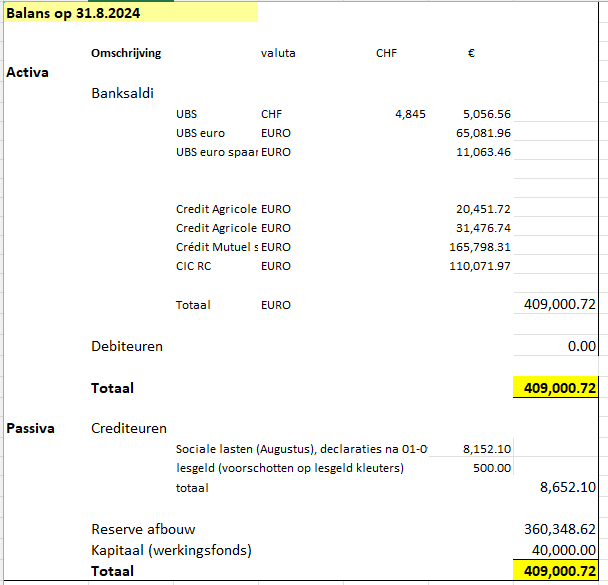 Balans op 31.8.2024
Omschrijving valuta CHF €
Activa
Banksaldi
UBS CHF 4,845 5,056.56
UBS euro EURO 65,081.96
UBS euro spaar EURO 11,063.46
Credit Agricole EURO 20,451.72
Credit Agricole EURO 31,476.74
Crédit Mutuel s EURO 165,798.31
CIC RC EURO 110,071.97
Totaal EURO 409,000.72
Debiteuren 0.00
Totaal 409,000.72
Passiva Crediteuren
Sociale lasten (Augustus), declaraties na 01-0 8,152.10
lesgeld (voorschotten op lesgeld kleuters) 500.00
totaal 8,652.10
Reserve afbouw 360,348.62
Kapitaal (werkingsfonds) 40,000.00
Totaal 409,000.72